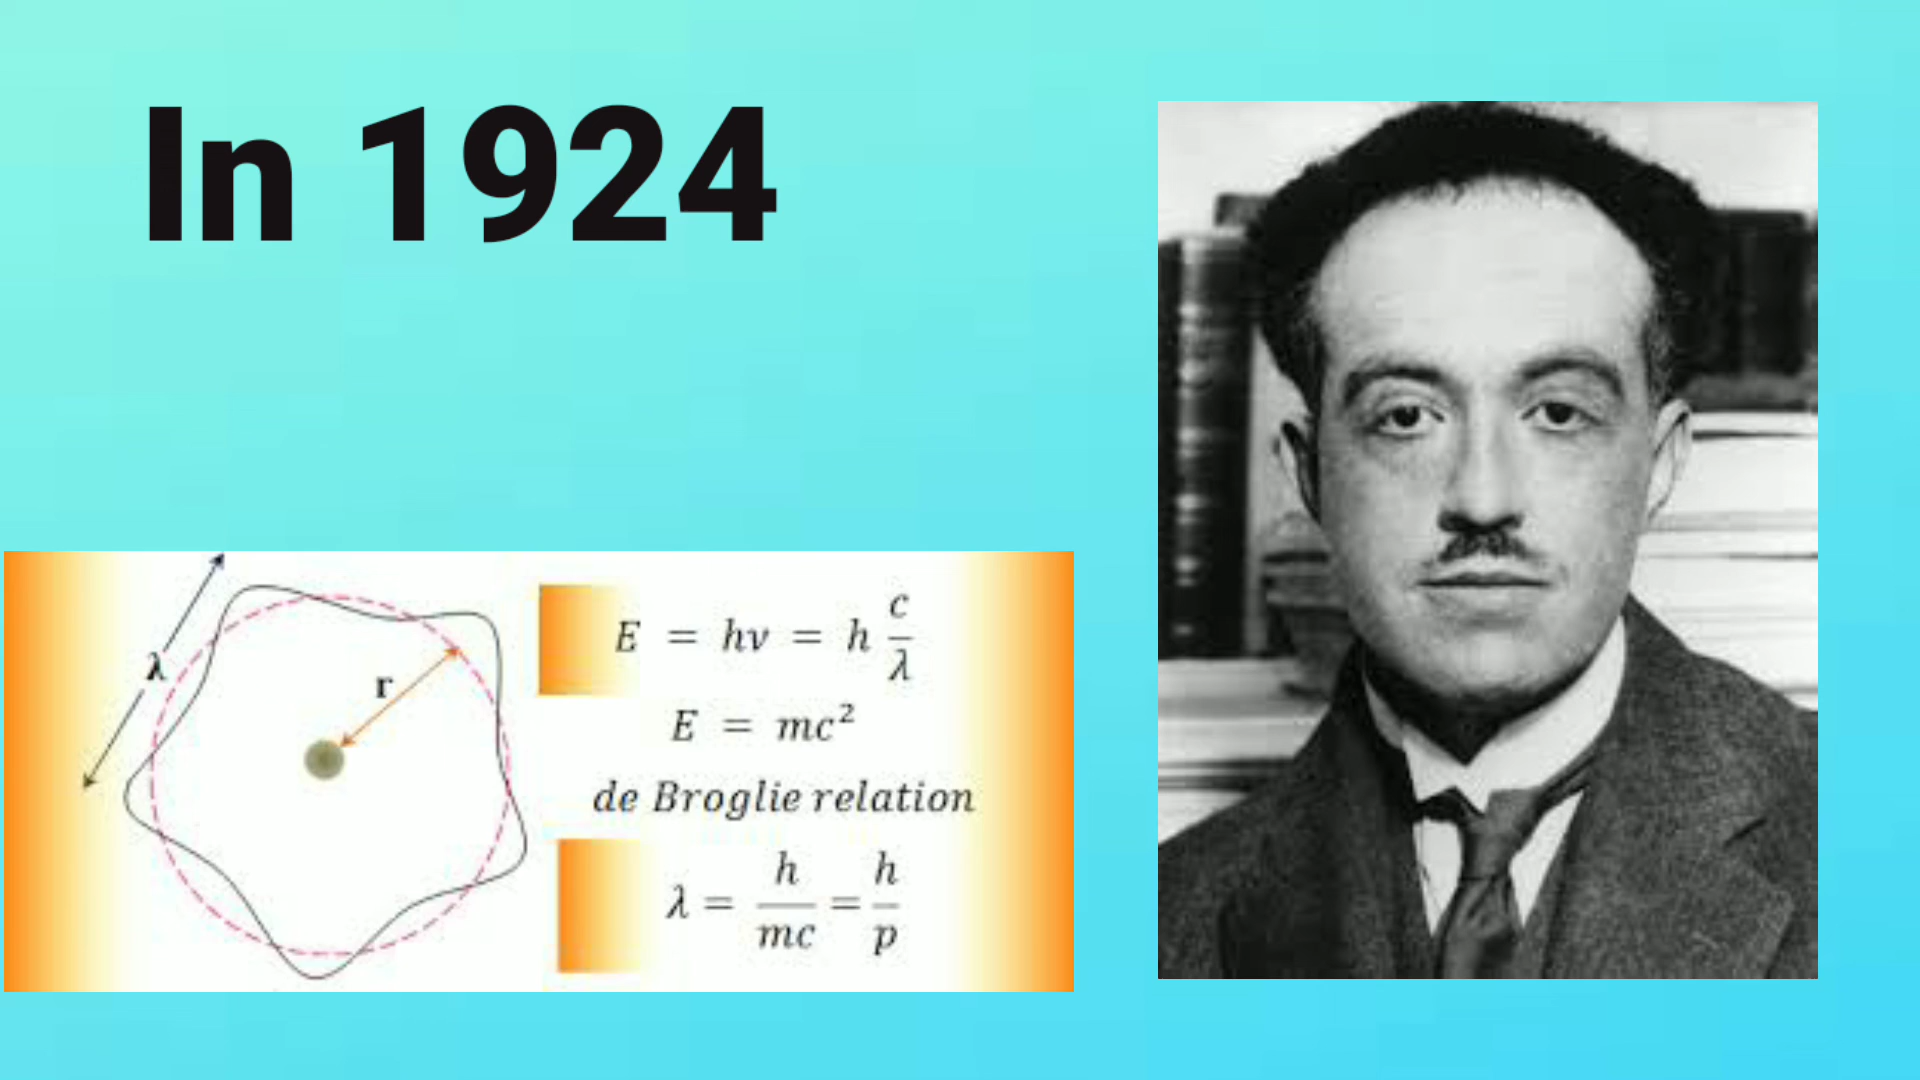 In 1924
λ
r
E = hν = h c/λ
E = mc²
de Broglie relation
λ = h/mc = h/p